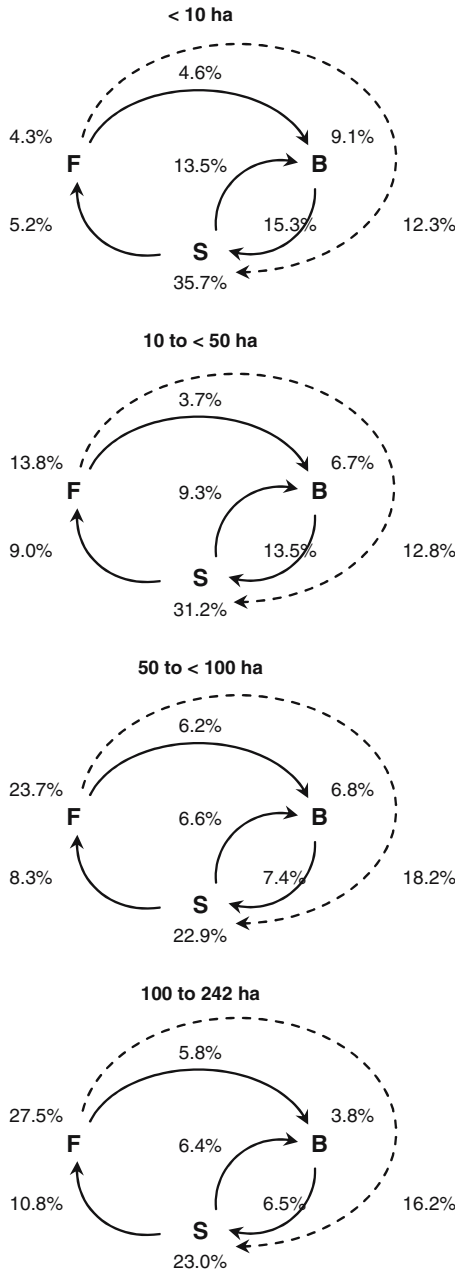 < 10 ha
4.6%
4.3% 9.1%
F 13.5% B
5.2% 15.3% 12.3%
S
35.7%
10 to < 50 ha
3.7%
13.8% 6.7%
F 9.3% B
9.0% 13.5% 12.8%
S
31.2%
50 to < 100 ha
6.2%
23.7% 6.8%
F 6.6% B
8.3% 7.4% 18.2%
S
22.9%
100 to 242 ha
5.8%
27.5% 3.8%
F 6.4% B
10.8% 6.5% 16.2%
S
23.0%